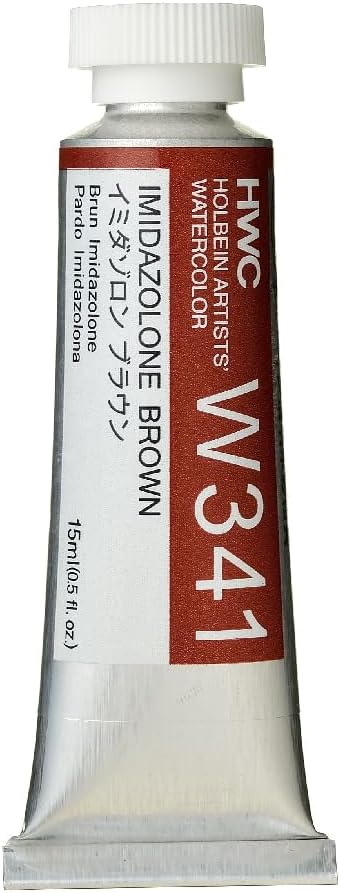 HWC
HOLBEIN ARTISTS'
WATERCOLOR
W341
IMIDAZOLONE BROWN
イミダゾロン ブラウン
Brun Imidazolone
Pardo Imidazolona
15ml(0.5 fl. oz.)